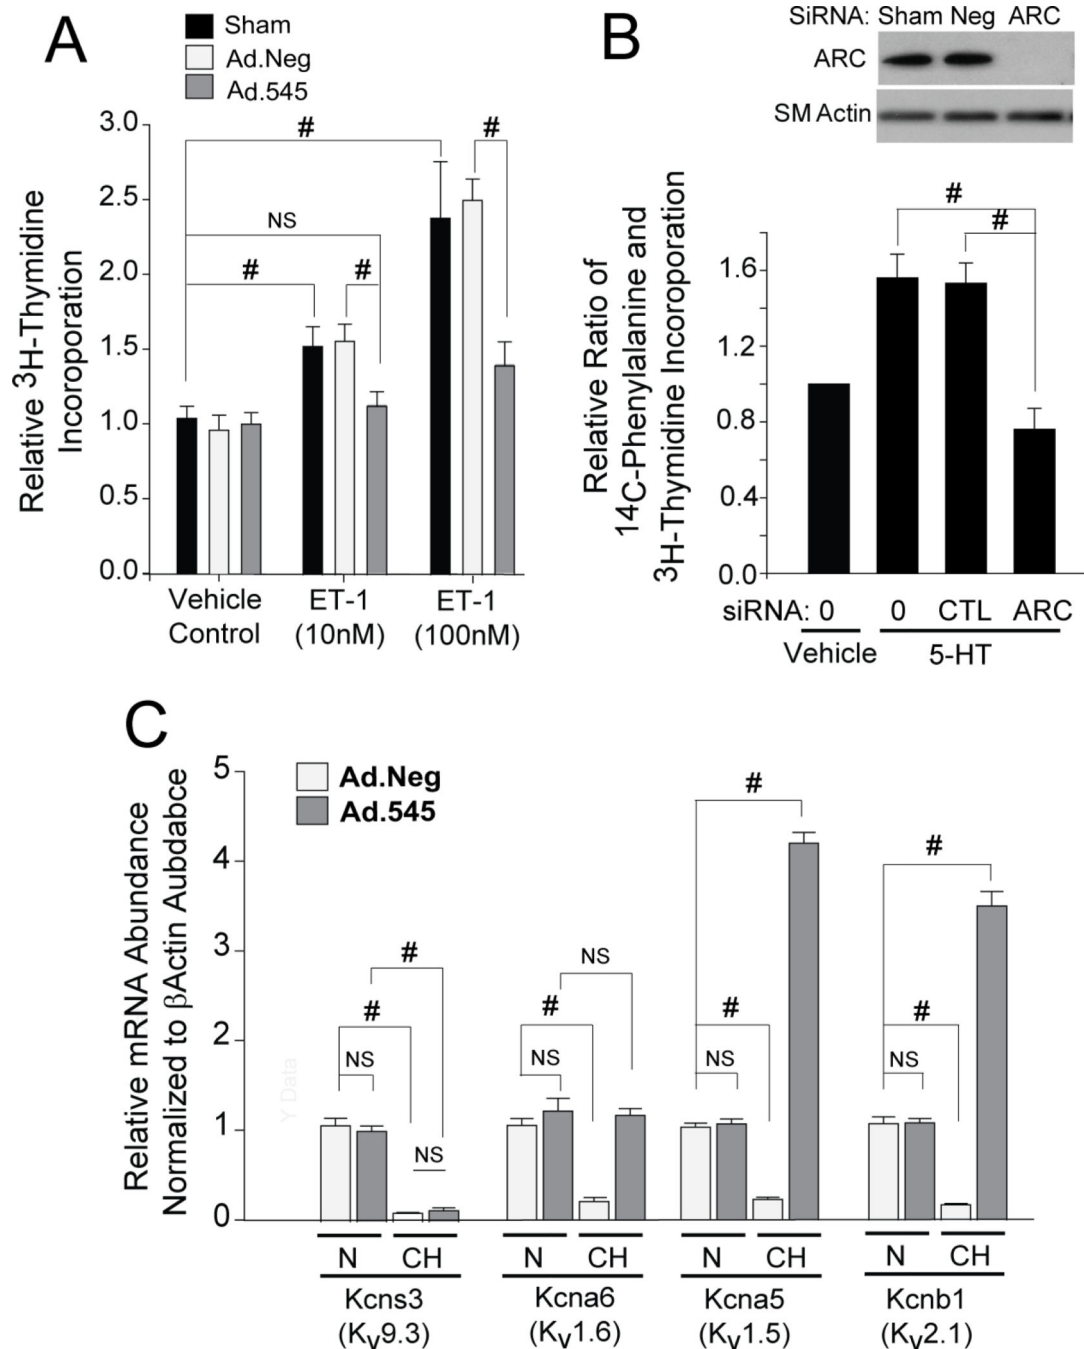 A
Sham
Ad.Neg
Ad.545
Relative ³H-Thymidine
Incoroporation
3.0
2.5
2.0
1.5
1.0
0.5
0.0
#
#
NS
#
#
Vehicle
Control
ET-1
(10nM)
ET-1
(100nM)
B
SiRNA: Sham Neg ARC
ARC
SM Actin
Relative Ratio of
¹⁴C-Phenylalanine and
³H-Thymidine Incoroporation
1.6
1.2
0.8
0.4
0.0
#
#
siRNA: 0 0 CTL ARC
Vehicle 5-HT
C
Ad.Neg
Ad.545
Relative mRNA Abundance
Normalized to βActin Aubdabce
Y Data
5
4
3
2
1
0
#
#
NS
NS
NS
#
NS
#
#
NS
#
#
NS
N CH N CH N CH N CH
Kcns3 Kcna6 Kcna5 Kcnb1
(Kv9.3) (Kv1.6) (Kv1.5) (Kv2.1)